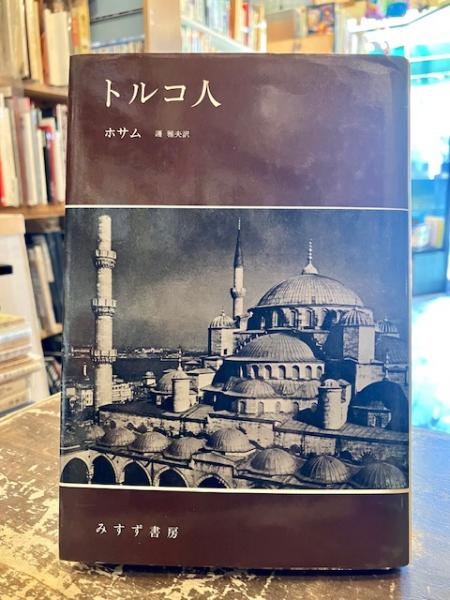 トルコ人
ホサム 護 雅夫訳
みすず書房